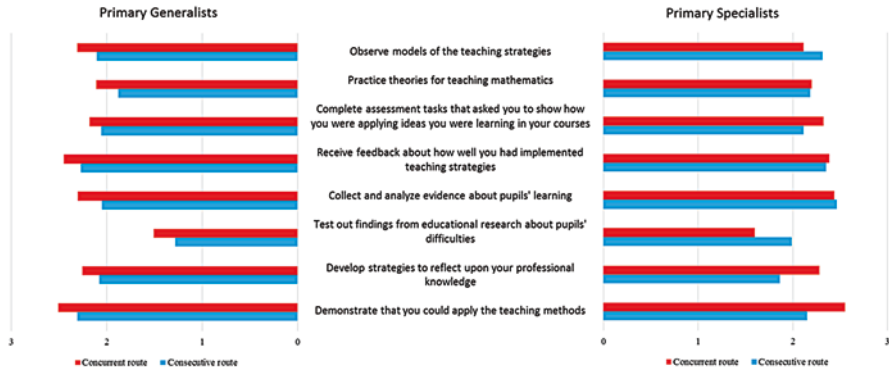 Primary Generalists
Primary Specialists
Observe models of the teaching strategies
Practice theories for teaching mathematics
Complete assessment tasks that asked you to show how
you were applying ideas you were learning in your courses
Receive feedback about how well you had implemented
teaching strategies
Collect and analyze evidence about pupils' learning
Test out findings from educational research about pupils'
difficulties
Develop strategies to reflect upon your professional
knowledge
Demonstrate that you could apply the teaching methods
3 2 1 0
0 1 2 3
Concurrent route Consecutive route
Concurrent route Consecutive route